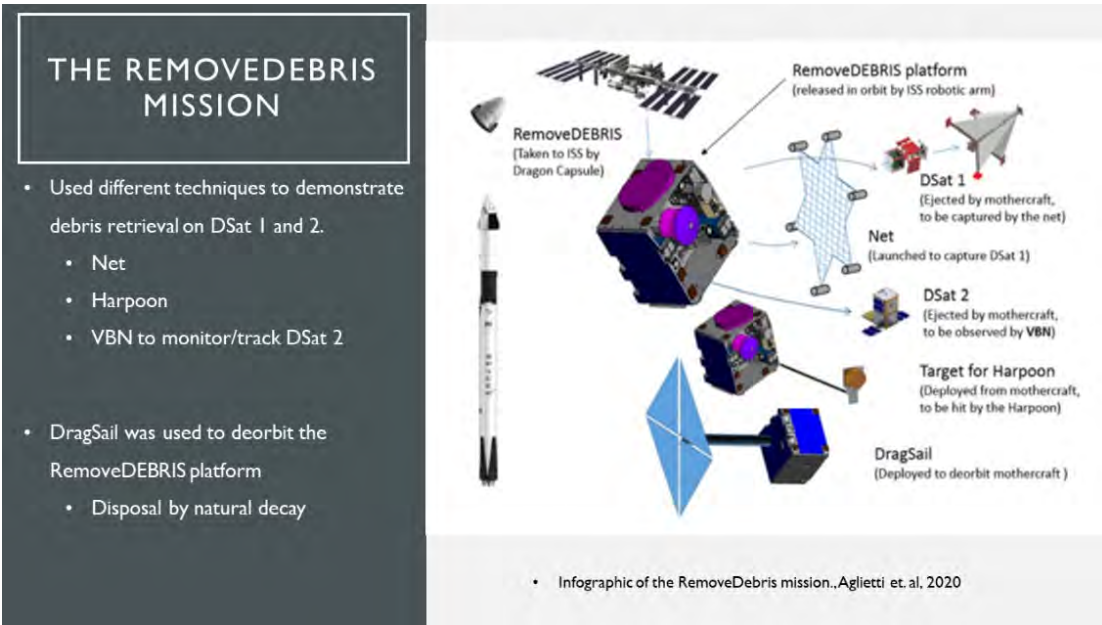 THE REMOVEDEBRIS
MISSION
• Used different techniques to demonstrate
debris retrieval on DSat 1 and 2.
• Net
• Harpoon
• VBN to monitor/track DSat 2
• DragSail was used to deorbit the
RemoveDEBRIS platform
• Disposal by natural decay
RemoveDEBRIS platform
(released in orbit by ISS robotic arm)
RemoveDEBRIS
(Taken to ISS by
Dragon Capsule)
DSat 1
(Ejected by mothercraft,
to be captured by the net)
Net
(Launched to capture DSat 1)
DSat 2
(Ejected by mothercraft,
to be observed by VBN)
Target for Harpoon
(Deployed from mothercraft,
to be hit by the Harpoon)
DragSail
(Deployed to deorbit mothercraft )
• Infographic of the RemoveDebris mission., Aglietti et. al, 2020